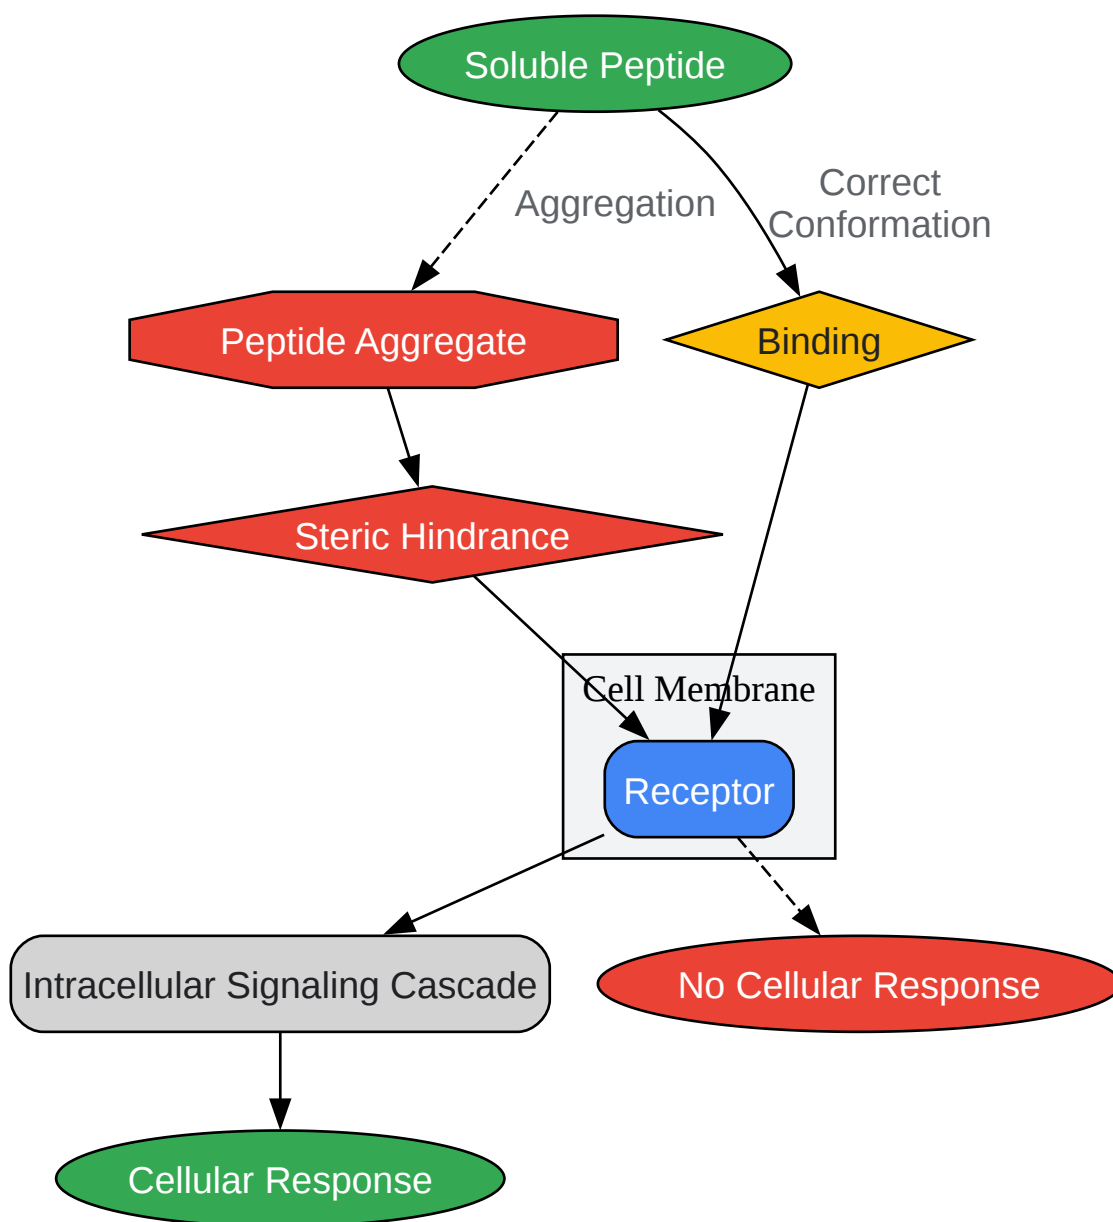 Soluble Peptide
Aggregation
Correct
Conformation
Peptide Aggregate
Binding
Steric Hindrance
Cell Membrane
Receptor
Intracellular Signaling Cascade
No Cellular Response
Cellular Response